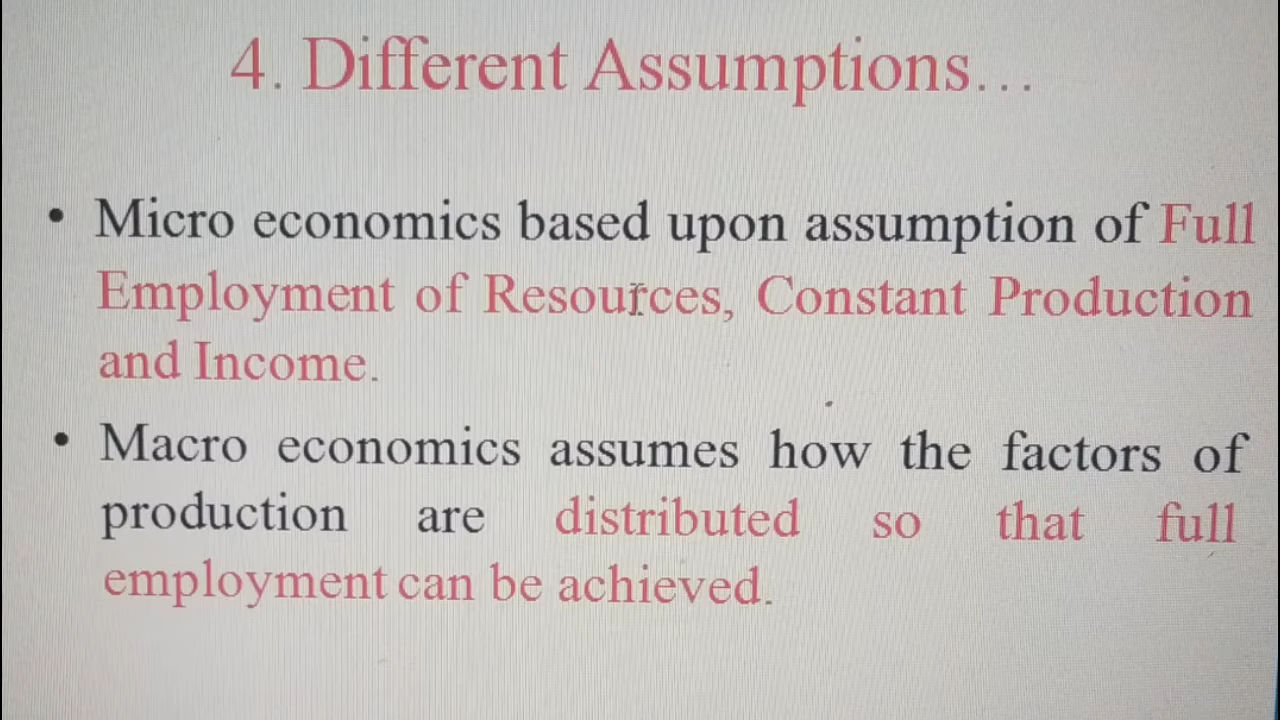 4. Different Assumptions…
• Micro economics based upon assumption of Full
Employment of Resources, Constant Production
and Income.
• Macro economics assumes how the factors of
production are distributed so that full
employment can be achieved.